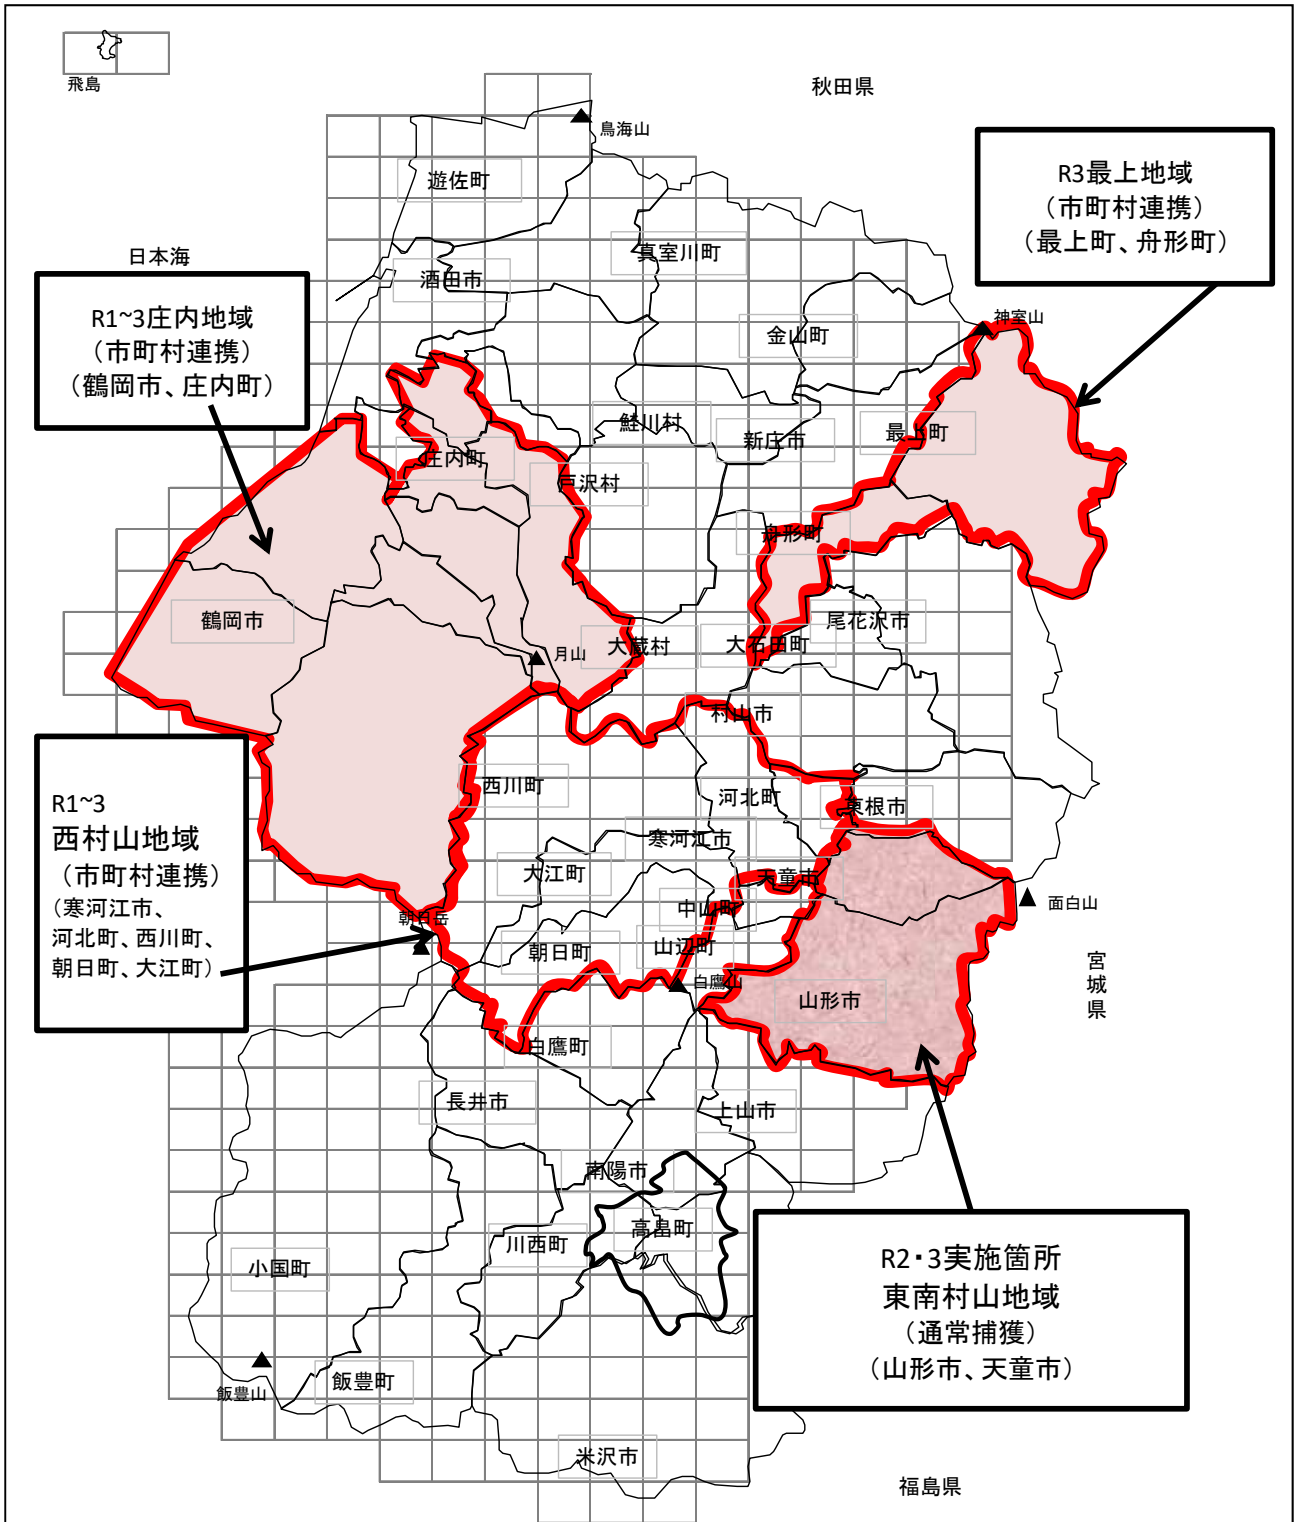 飛島
秋田県
鳥海山
遊佐町
R3最上地域
（市町村連携）
（最上町、舟形町）
日本海
真室川町
酒田市
R1~3庄内地域
（市町村連携）
（鶴岡市、庄内町）
金山町
神室山
鮭川村
新庄市
最上町
庄内町
戸沢村
舟形町
鶴岡市
尾花沢市
大蔵村
大石田町
月山
村山市
R1~3
西村山地域
（市町村連携）
（寒河江市、
河北町、西川町、
朝日町、大江町）
西川町
河北町
東根市
寒河江市
大江町
天童市
中山町
面白山
朝日岳
朝日町
山辺町
白鷹山
山形市
宮城県
白鷹町
長井市
上山市
南陽市
高畠町
川西町
小国町
R2・3実施箇所
東南村山地域
（通常捕獲）
（山形市、天童市）
飯豊山
飯豊町
米沢市
福島県